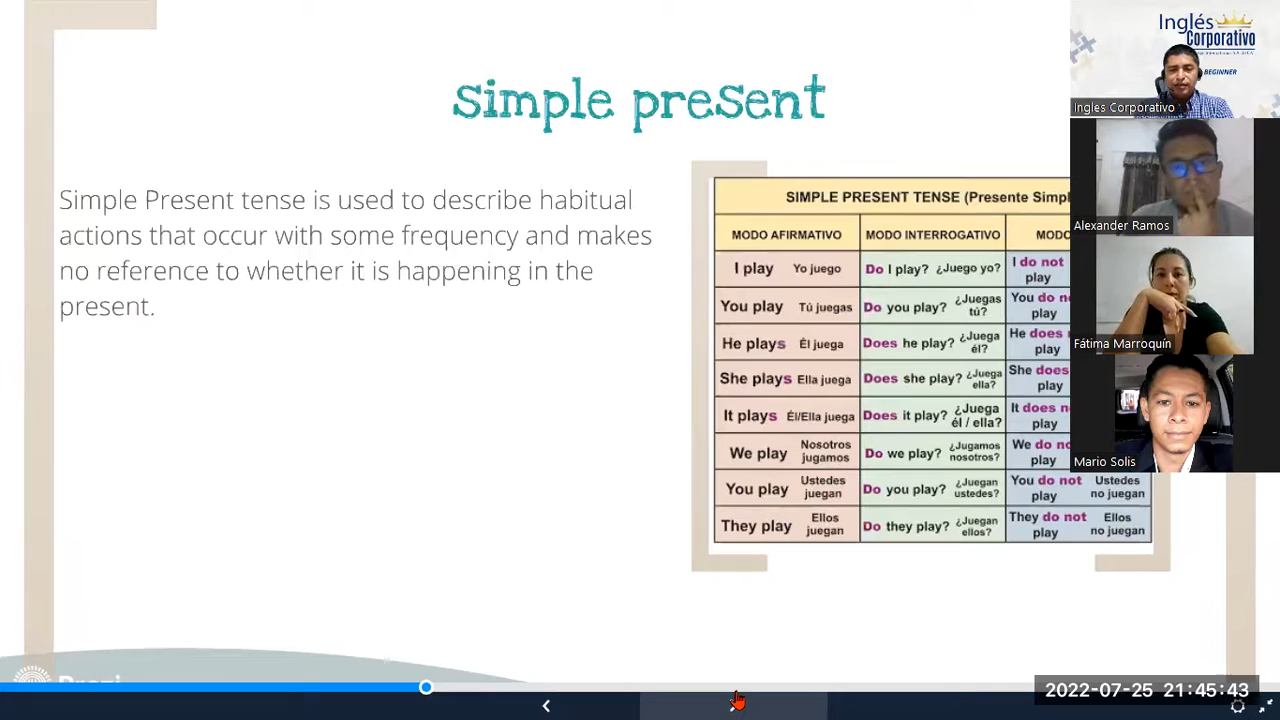 simple present
Simple Present tense is used to describe habitual
actions that occur with some frequency and makes
no reference to whether it is happening in the
present.
SIMPLE PRESENT TENSE (Presente Simpl
MODO AFIRMATIVO MODO INTERROGATIVO MODO
I play Yo juego Do I play? ¿Juego yo? I do not play
You play Tú juegas Do you play? ¿Juegas tú? You do n play
He plays Él juega Does he play? ¿Juega él? He does play
She plays Ella juega Does she play? ¿Juega ella? She does play
It plays Él/Ella juega Does it play? ¿Juega él / ella? It does n play
We play Nosotros jugamos Do we play? ¿Jugamos nosotros? We do no play
You play Ustedes juegan Do you play? ¿Juegan ustedes? You do not play Ustedes no juegan
They play Ellos juegan Do they play? ¿Juegan ellos? They do not play Ellos no juegan
Inglés
Corporativo
BEGINNER
Ingles Corporativo
Alexander Ramos
Fátima Marroquín
Mario Solis
Prezi
2022-07-25 21:45:43